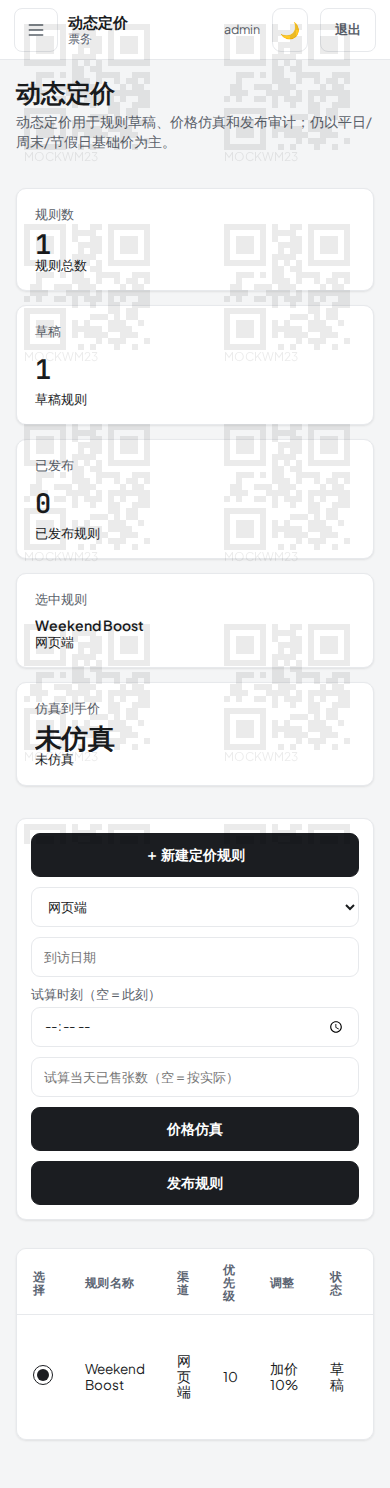 动态定价
票务
admin
退出
动态定价
动态定价用于规则草稿、价格仿真和发布审计；仍以平日/
周末/节假日基础价为主。
MOCKWM23 MOCKWM23
规则数
1
规则总数
草稿
MOCKWM23 MOCKWM23
1
草稿规则
已发布
0
已发布规则
MOCKWM23 MOCKWM23
选中规则
Weekend Boost
网页端
仿真到手价
未仿真
未仿真
MOCKWM23 MOCKWM23
+ 新建定价规则
网页端
到访日期
试算时刻（空＝此刻）
--:-- --
试算当天已售张数（空＝按实际）
价格仿真
发布规则
选择 规则名称 渠道 优先级 调整 状态
Weekend Boost 网页端 10 加价 10% 草稿